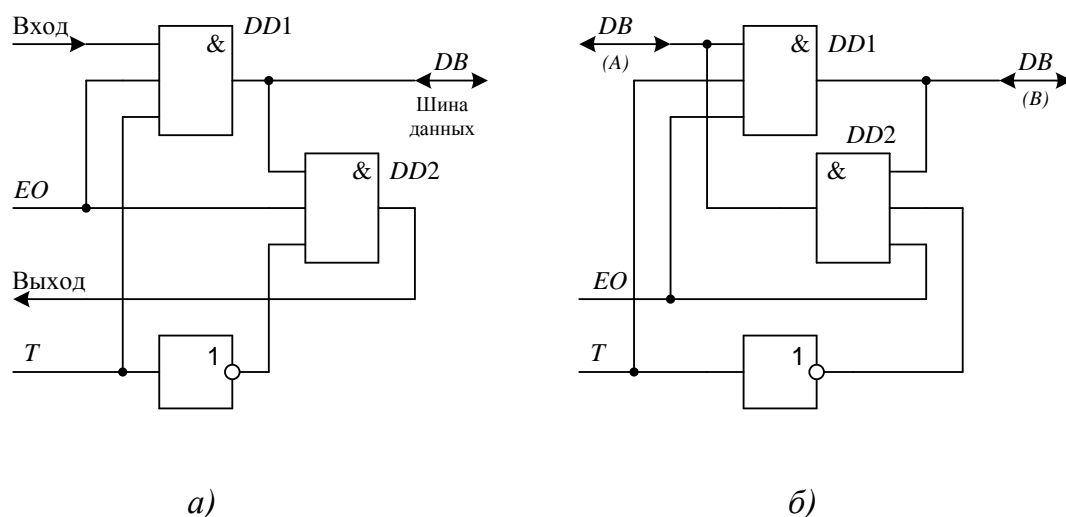 Вход
&
DD1
DB
Шина
данных
&
DD2
EO
Выход
T
1
а)
DB
(A)
&
DD1
DB
(B)
DD2
&
EO
T
1
б)